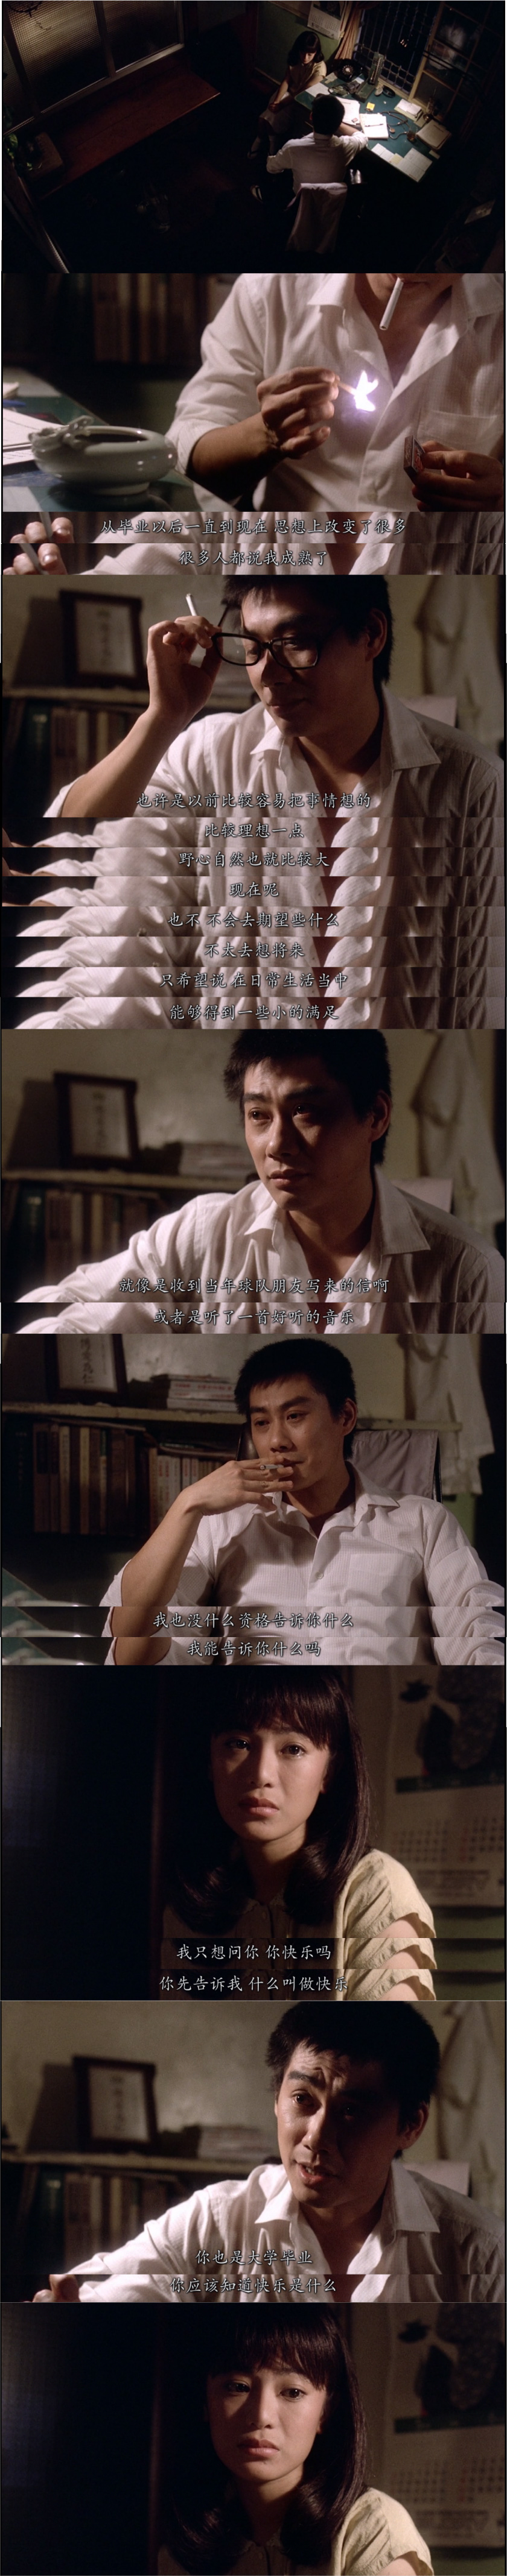 从毕业以后一直到现在 思想上改变了很多
很多人都说我成熟了
也许是以前比较容易把事情想的
比较理想一点
野心自然也就比较大
现在呢
也不 不会去期望些什么
不太去想将来
只希望说 在日常生活当中
能够得到一些小的满足
就像是收到当年球队朋友写来的信啊
或者是听了一首好听的音乐
我也没什么资格告诉你什么
我能告诉你什么吗
我只想问你 你快乐吗
你先告诉我 什么叫做快乐
你也是大学毕业
你应该知道快乐是什么